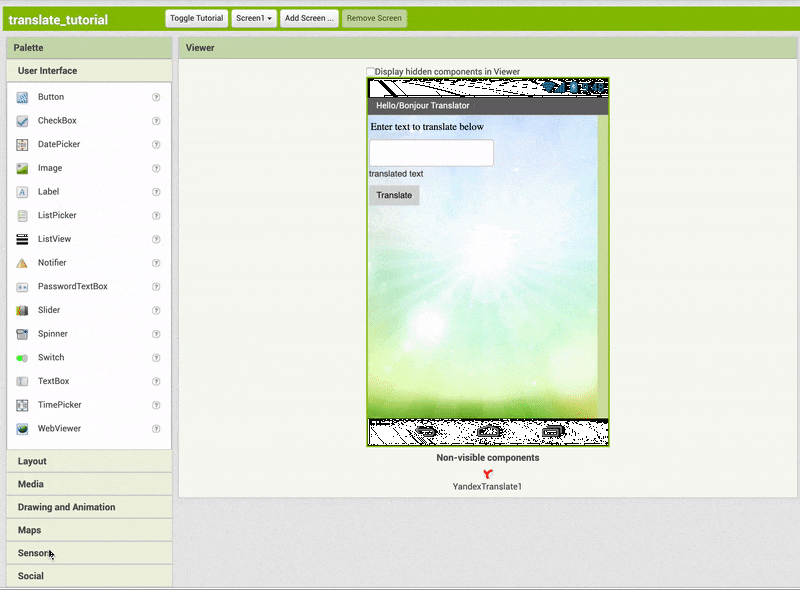 translate_tutorial
Toggle Tutorial
Screen1
Add Screen ...
Remove Screen
Palette
User Interface
Button
CheckBox
DatePicker
Image
Label
ListPicker
ListView
Notifier
PasswordTextBox
Slider
Spinner
Switch
TextBox
TimePicker
WebViewer
Layout
Media
Drawing and Animation
Maps
Sensors
Social
Viewer
Display hidden components in Viewer
Hello/Bonjour Translator
Enter text to translate below
translated text
Translate
Non-visible components
YandexTranslate1